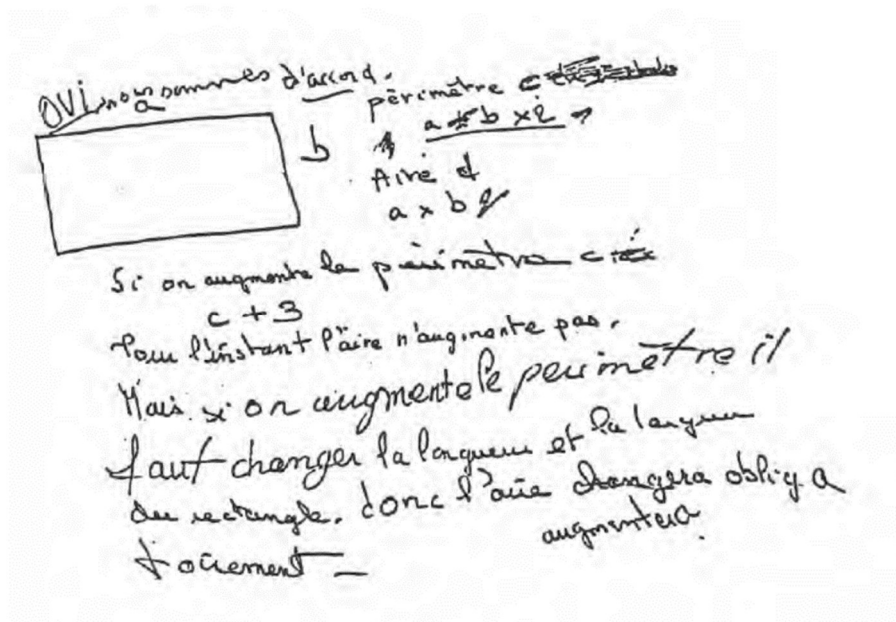 OUI nous sommes d'accord.
a
b
périmètre c
a + b x 2
Aire d
a x b
Si on augmente le périmètre c
c + 3
Pour l'instant l'aire n'augmente pas.
Mais si on augmente le périmètre il
faut changer la longueur et la largeur
du rectangle. donc l'aire changera obliga
augmentera
toirement